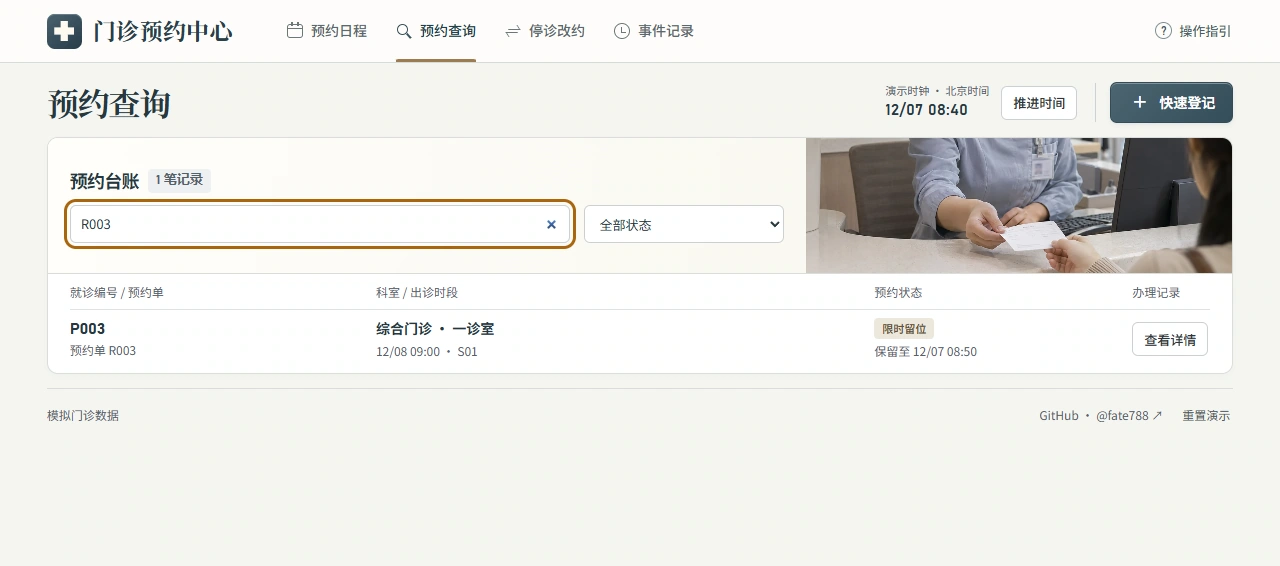 门诊预约中心
预约日程
预约查询
停诊改约
事件记录
? 操作指引
预约查询
演示时钟 · 北京时间
12/07 08:40
推进时间
+ 快速登记
预约台账
1 笔记录
R003 ×
全部状态
就诊编号 / 预约单
科室 / 出诊时段
预约状态
办理记录
P003
预约单 R003
综合门诊 · 一诊室
12/08 09:00 · S01
限时留位
保留至 12/07 08:50
查看详情
模拟门诊数据
GitHub · @fate788 ↗
重置演示